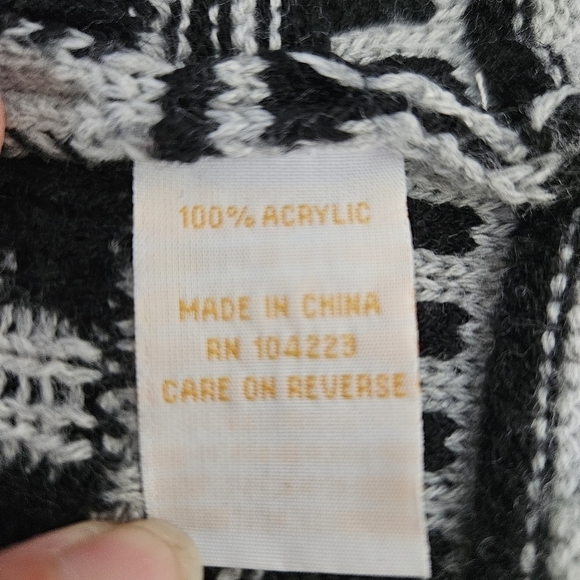 100% ACRYLIC
MADE IN CHINA
RN 104223
CARE ON REVERSE